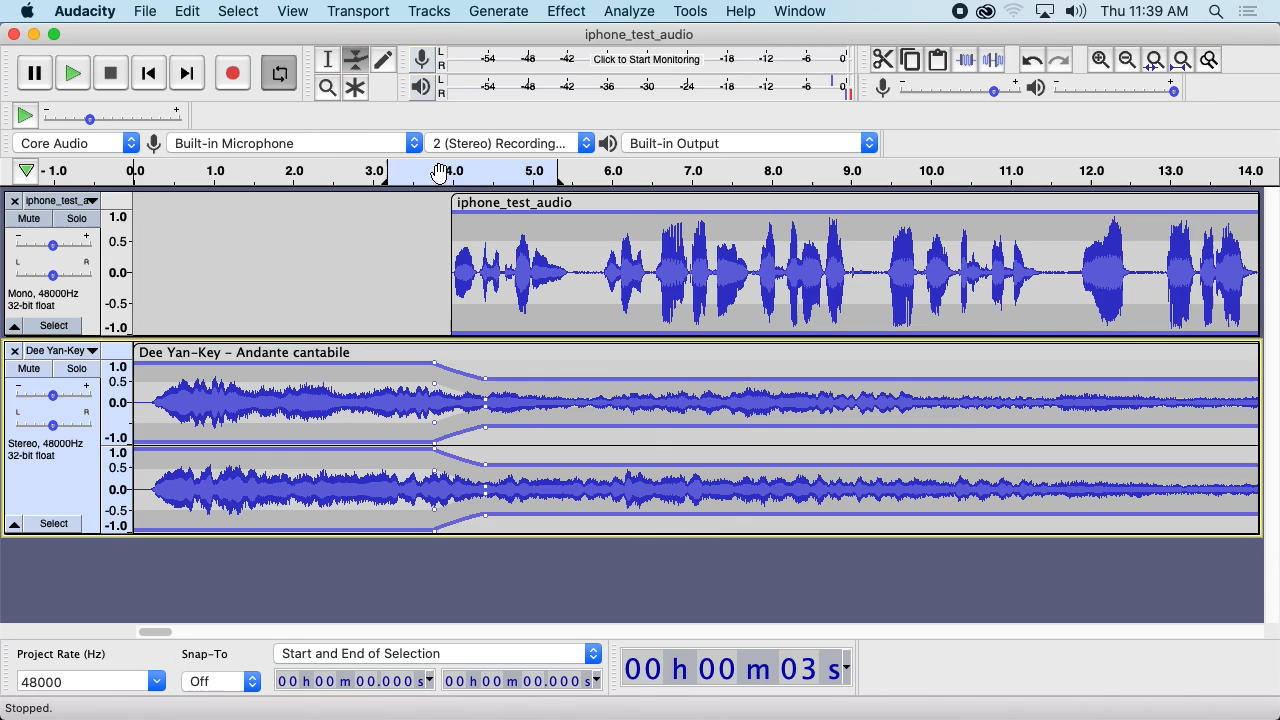 Audacity File Edit Select View Transport Tracks Generate Effect Analyze Tools Help Window Thu 11:39 AM
iphone_test_audio
L R -54 -48 -42 Click to Start Monitoring -18 -12 -6 0
L R -54 -48 -42 -36 -30 -24 -18 -12 -6 0
Core Audio Built-in Microphone 2 (Stereo) Recording... Built-in Output
-1.0 0.0 1.0 2.0 3.0 4.0 5.0 6.0 7.0 8.0 9.0 10.0 11.0 12.0 13.0 14.0
iphone_test_a iphone_test_audio
Mute Solo 1.0
- + 0.5
L R
0.0
Mono, 48000Hz
32-bit float -0.5
Select -1.0
Dee Yan-Key Dee Yan-Key - Andante cantabile
Mute Solo 1.0
- + 0.5
L R 0.0
Stereo, 48000Hz -1.0
32-bit float 1.0
0.5
0.0
-0.5
Select -1.0
Project Rate (Hz) Snap-To Start and End of Selection
48000 Off 00 h 00 m 00.000 s 00 h 00 m 00.000 s 00 h 00 m 03 s
Stopped.